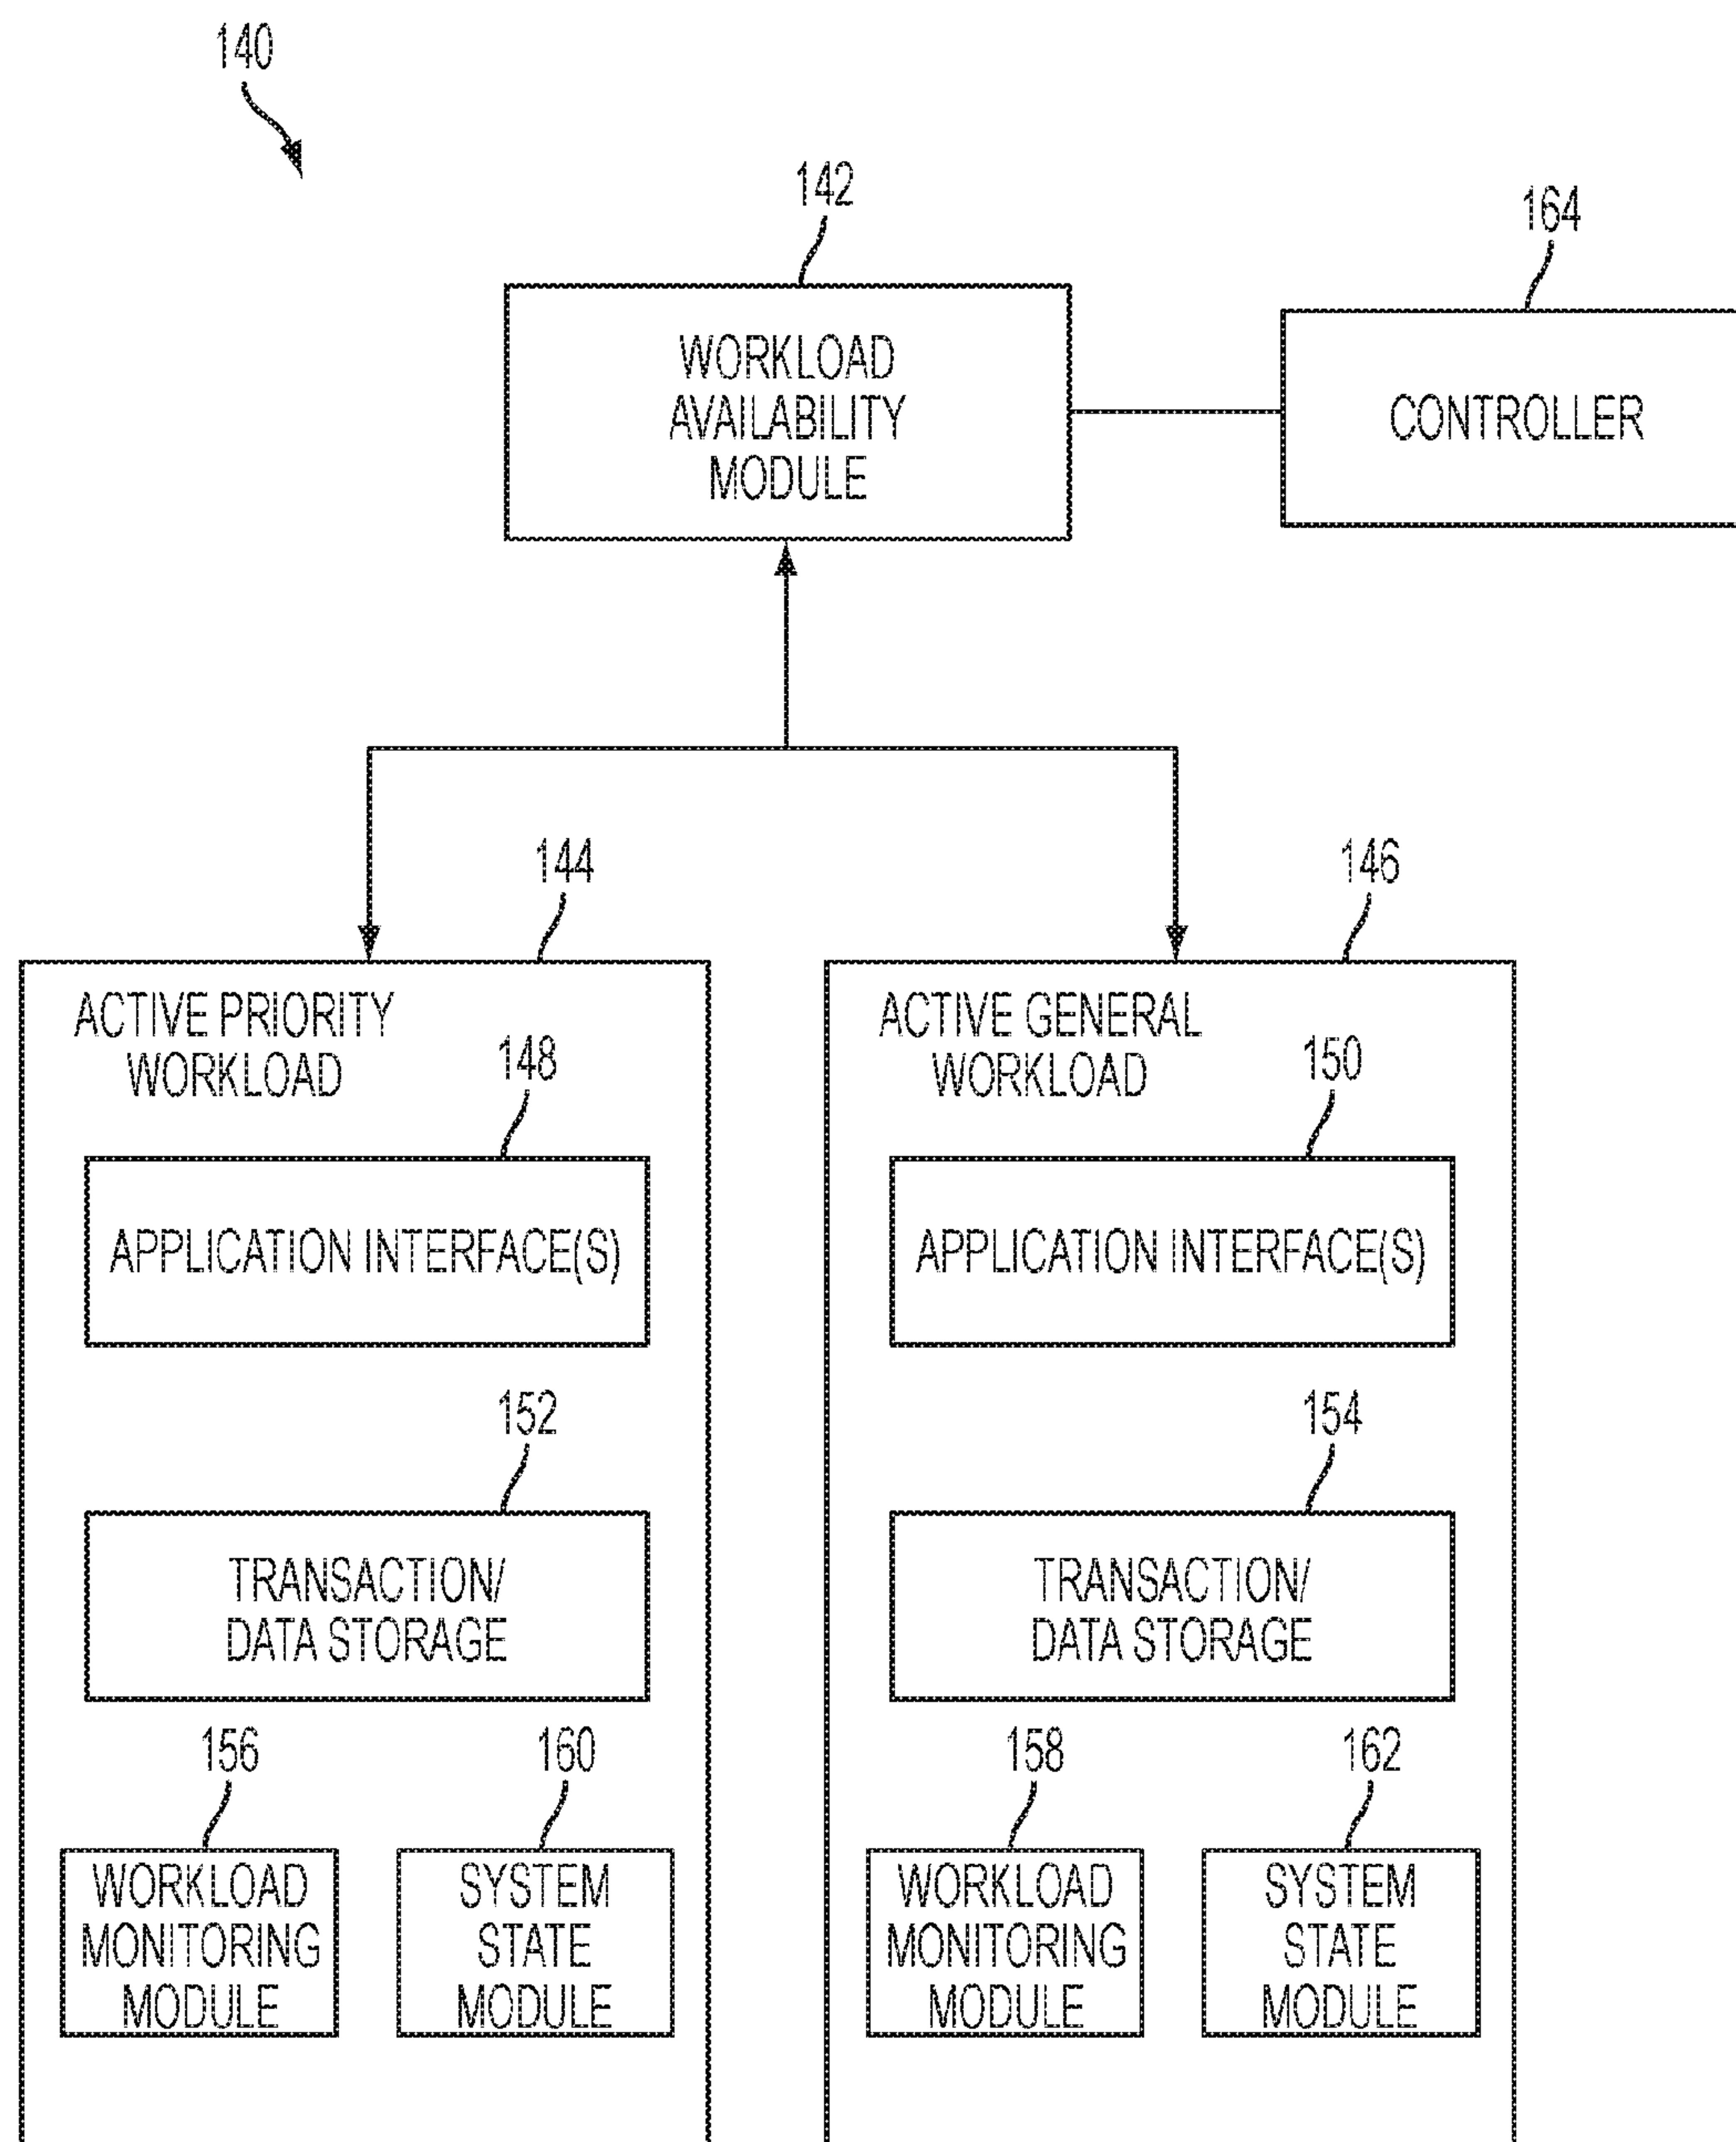 140
142
164
WORKLOAD
AVAILABILITY
MODULE
CONTROLLER
144
146
ACTIVE PRIORITY
WORKLOAD
148
APPLICATION INTERFACE(S)
152
TRANSACTION/
DATA STORAGE
156
160
WORKLOAD
MONITORING
MODULE
SYSTEM
STATE
MODULE
ACTIVE GENERAL
WORKLOAD
150
APPLICATION INTERFACE(S)
154
TRANSACTION/
DATA STORAGE
158
162
WORKLOAD
MONITORING
MODULE
SYSTEM
STATE
MODULE